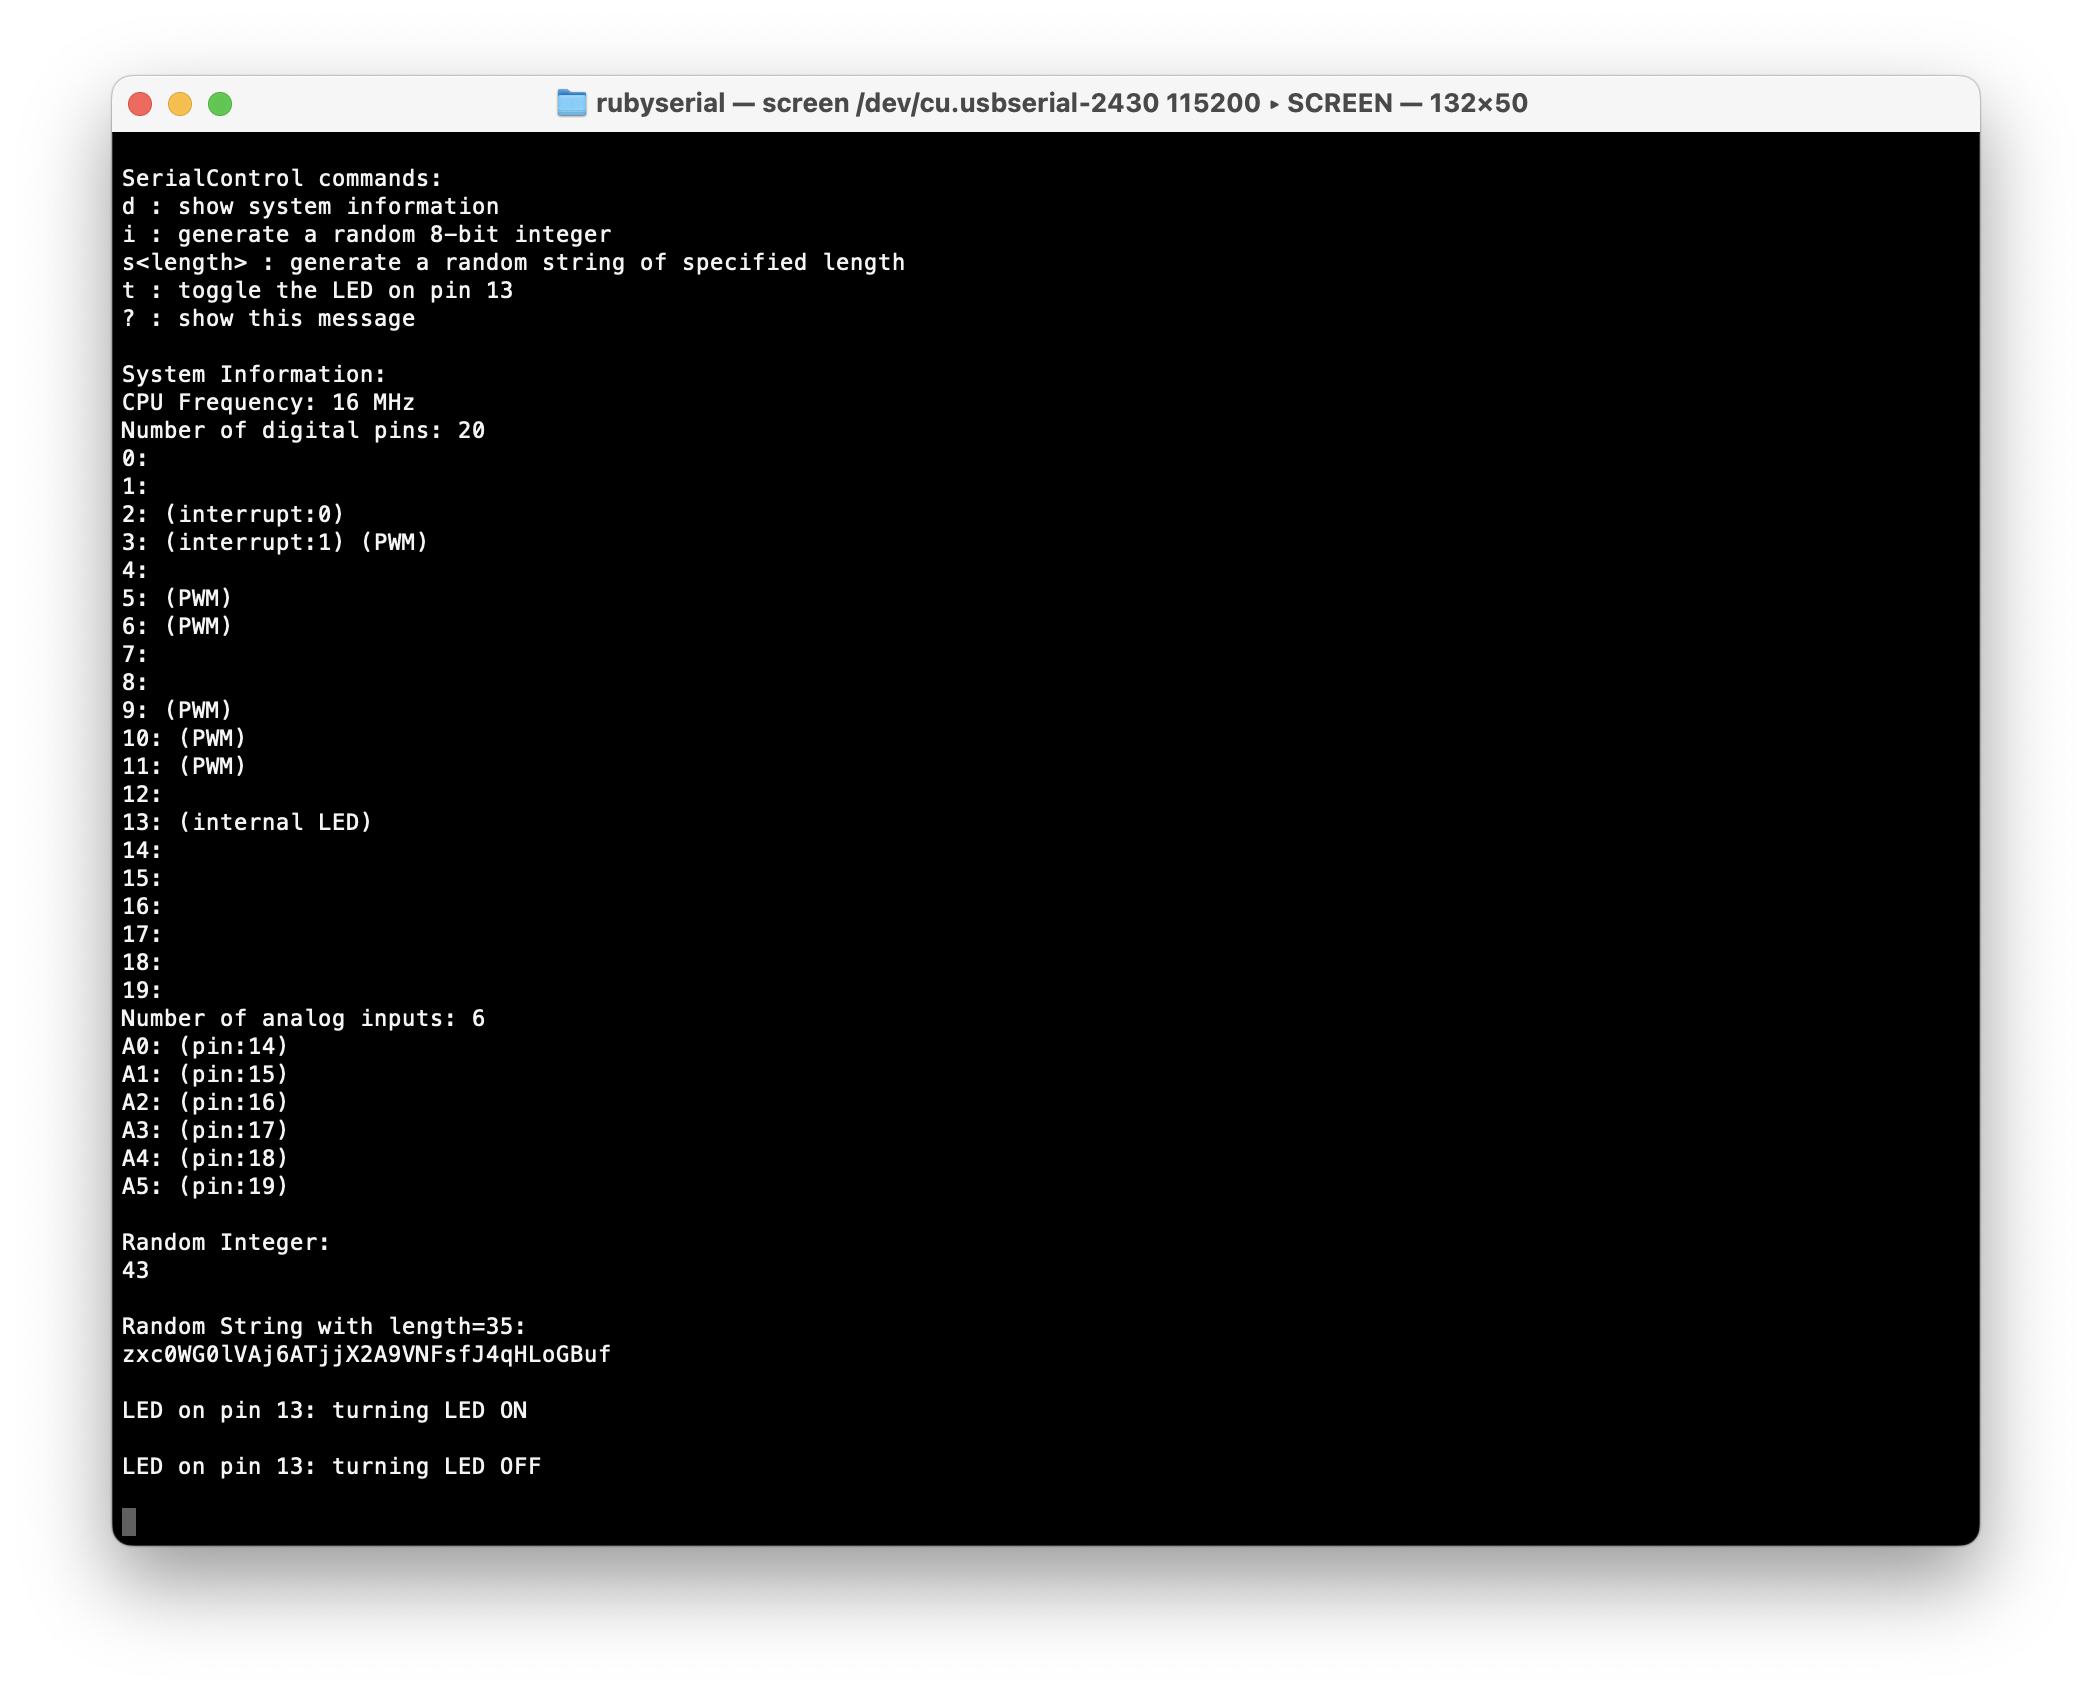 rubyserial — screen /dev/cu.usbserial-2430 115200 ▸ SCREEN — 132×50
SerialControl commands:
d : show system information
i : generate a random 8-bit integer
s<length> : generate a random string of specified length
t : toggle the LED on pin 13
? : show this message
System Information:
CPU Frequency: 16 MHz
Number of digital pins: 20
0:
1:
2: (interrupt:0)
3: (interrupt:1) (PWM)
4:
5: (PWM)
6: (PWM)
7:
8:
9: (PWM)
10: (PWM)
11: (PWM)
12:
13: (internal LED)
14:
15:
16:
17:
18:
19:
Number of analog inputs: 6
A0: (pin:14)
A1: (pin:15)
A2: (pin:16)
A3: (pin:17)
A4: (pin:18)
A5: (pin:19)
Random Integer:
43
Random String with length=35:
zxc0WG0lVAj6ATjjX2A9VNFsfJ4qHLoGBuf
LED on pin 13: turning LED ON
LED on pin 13: turning LED OFF